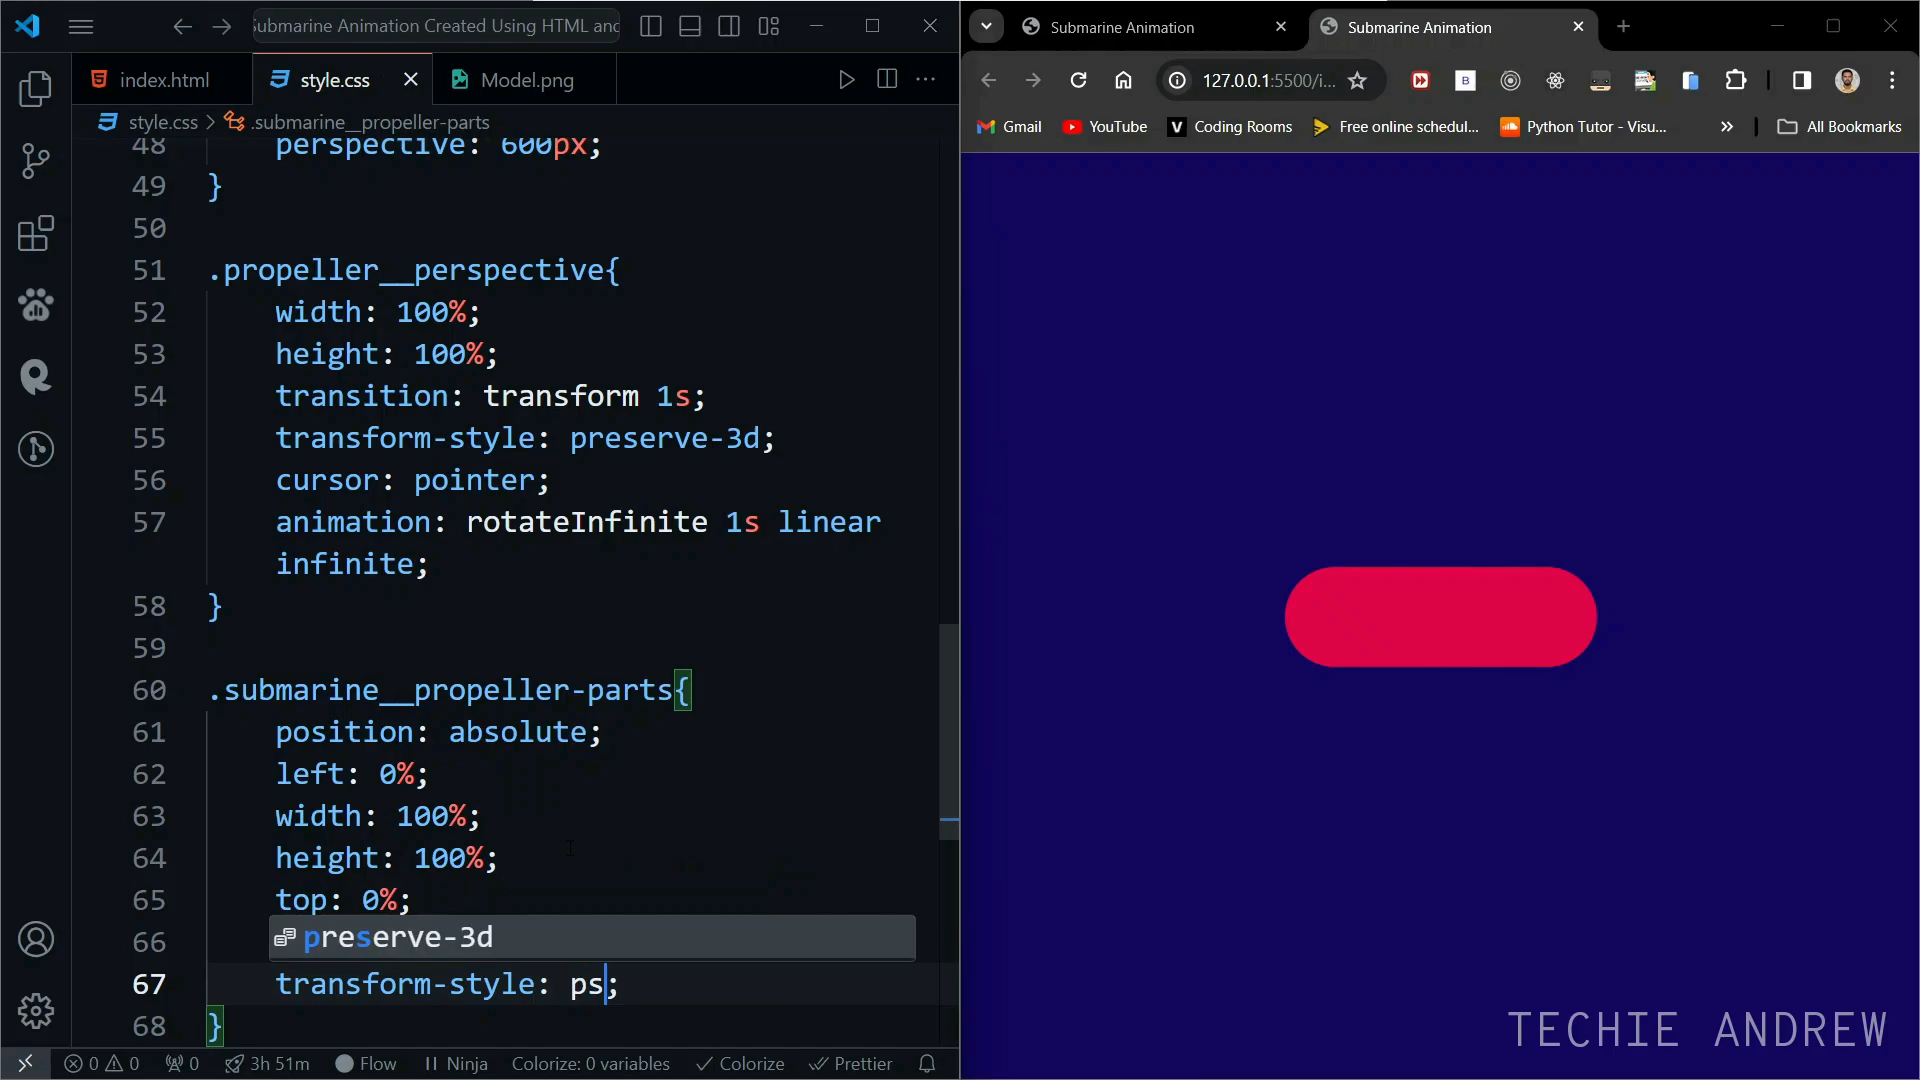 Submarine Animation Created Using HTML and
index.html
style.css
Model.png
style.css > .submarine__propeller-parts
48 perspective: 600px;
49 }
50
51 .propeller__perspective{
52 width: 100%;
53 height: 100%;
54 transition: transform 1s;
55 transform-style: preserve-3d;
56 cursor: pointer;
57 animation: rotateInfinite 1s linear
infinite;
58 }
59
60 .submarine__propeller-parts{
61 position: absolute;
62 left: 0%;
63 width: 100%;
64 height: 100%;
65 top: 0%;
66 preserve-3d
67 transform-style: ps;
68 }
0 0 0 3h 51m Flow Ninja Colorize: 0 variables Colorize Prettier
Submarine Animation
Submarine Animation
127.0.0.1:5500/i...
Gmail YouTube Coding Rooms Free online schedul... Python Tutor - Visu... » All Bookmarks
TECHIE ANDREW